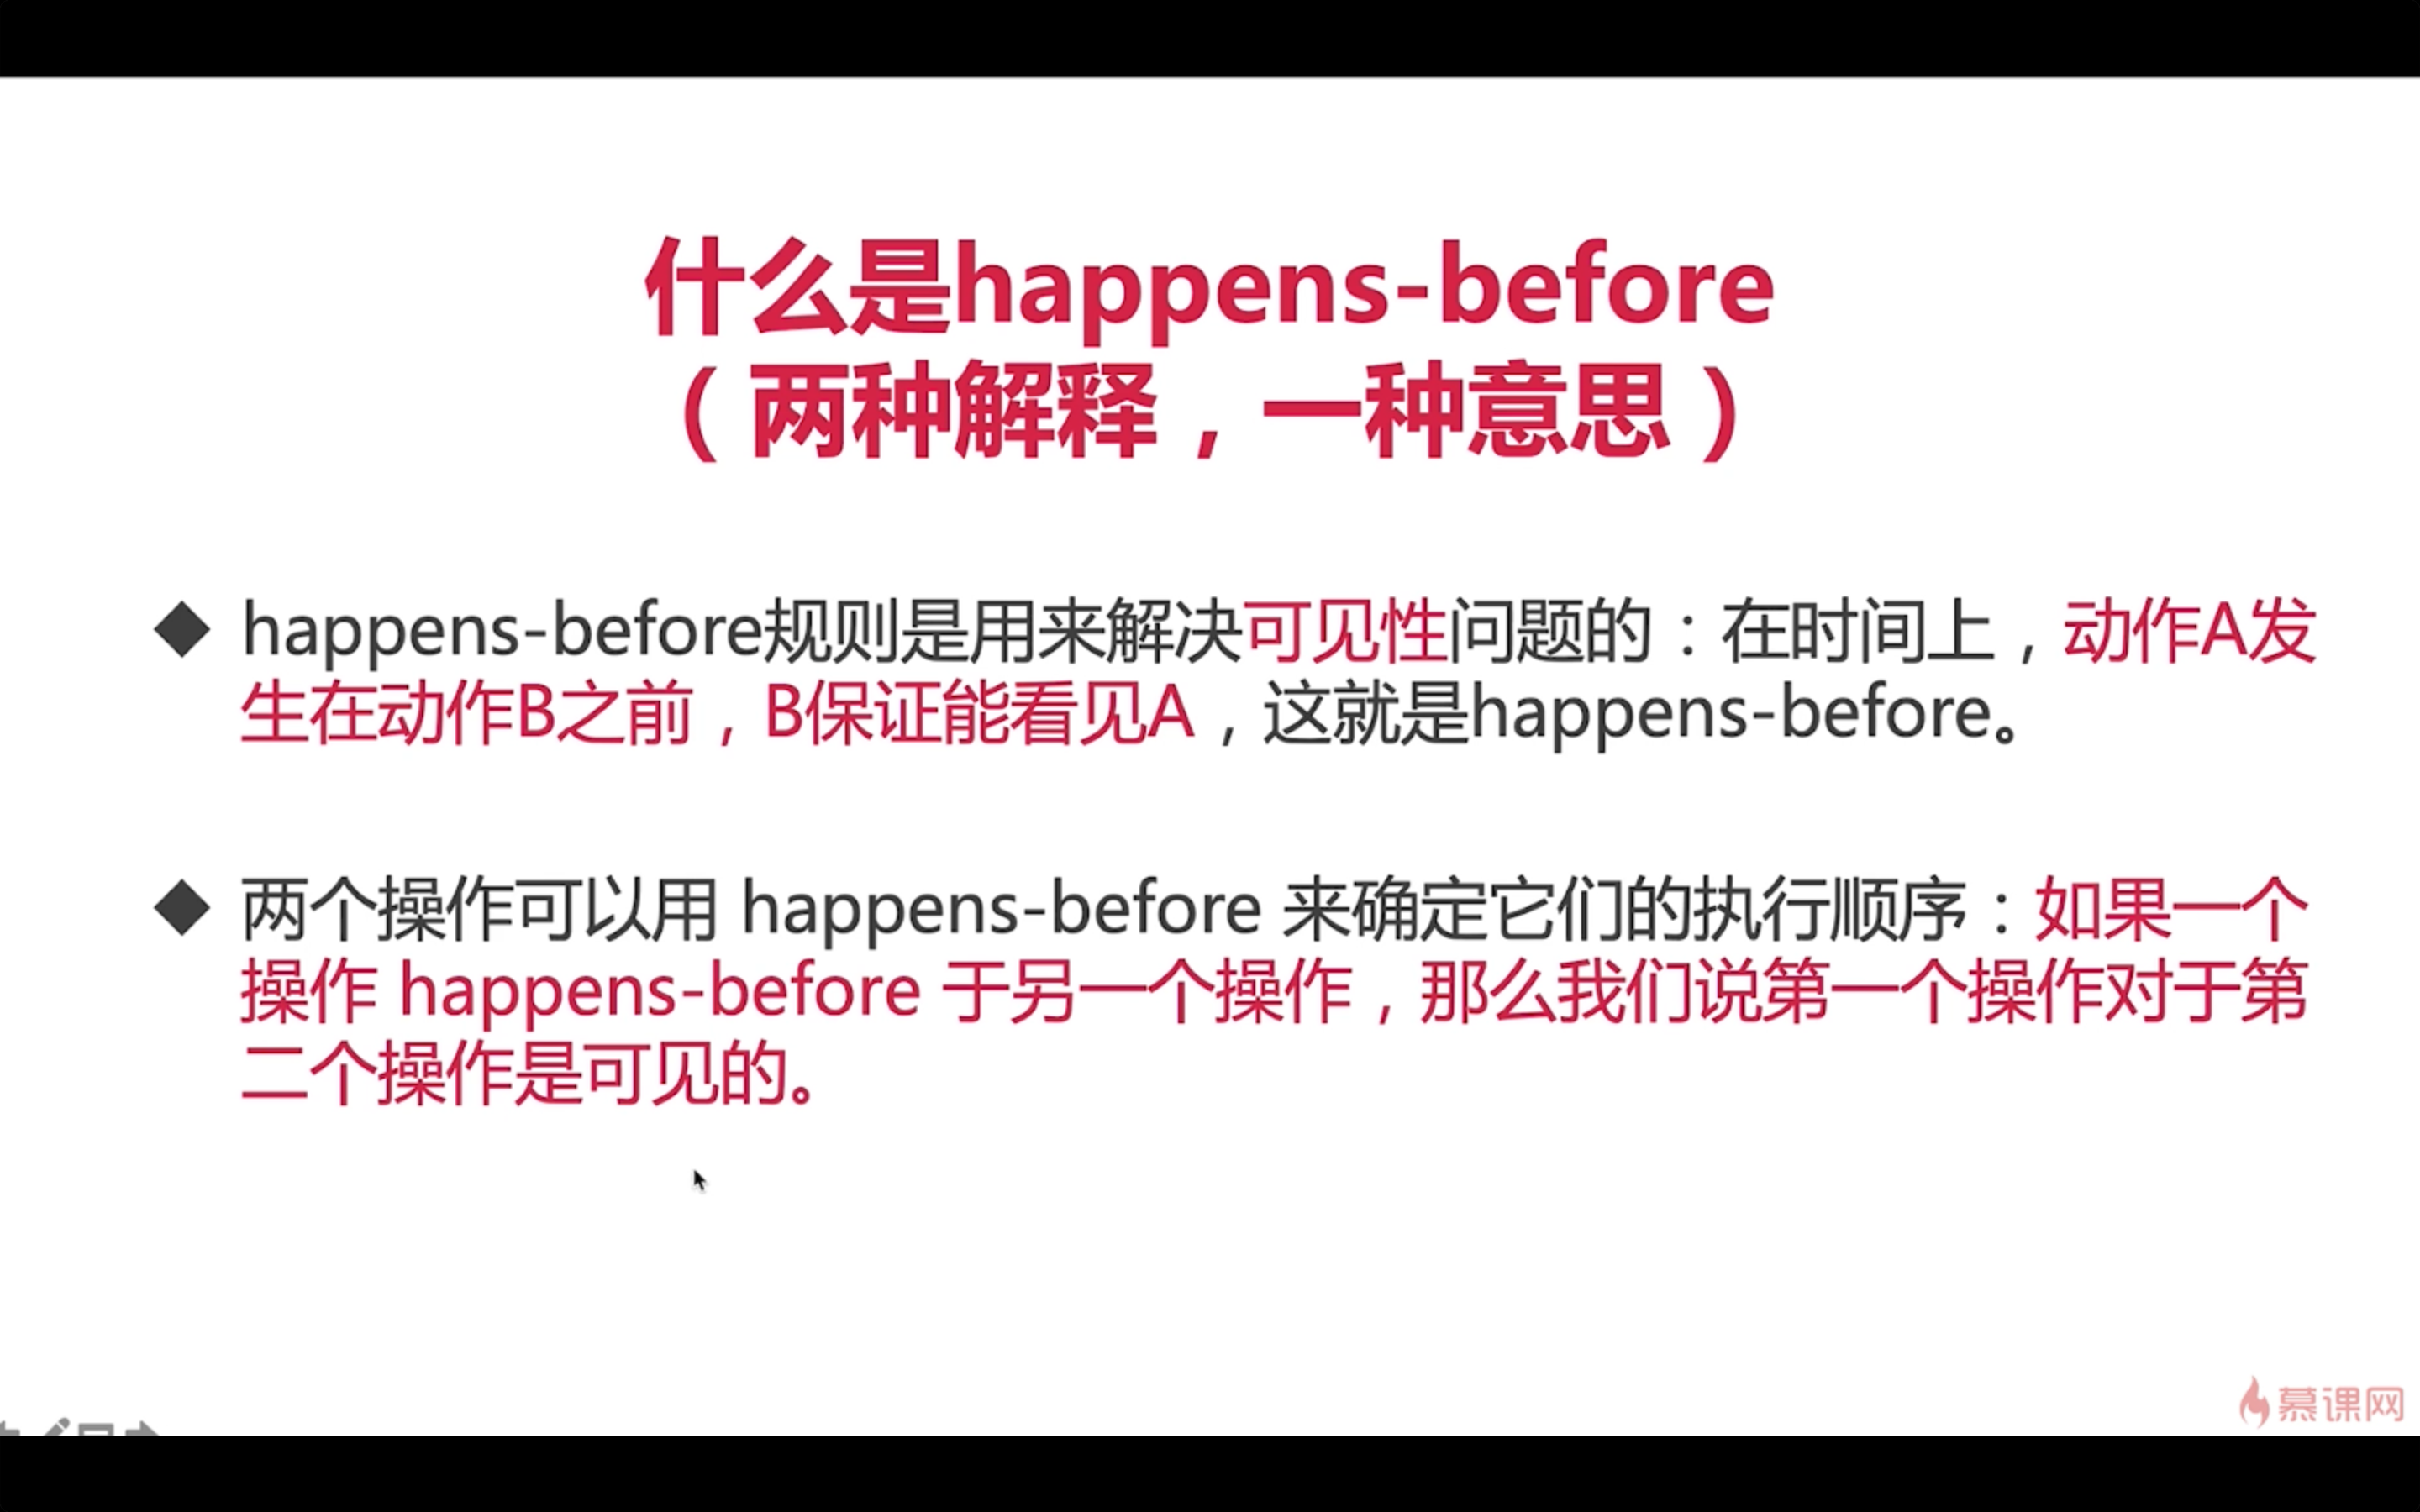 什么是happens-before
（两种解释，一种意思）
◆ happens-before规则是用来解决可见性问题的：在时间上，动作A发
生在动作B之前，B保证能看见A，这就是happens-before。
◆ 两个操作可以用 happens-before 来确定它们的执行顺序：如果一个
操作 happens-before 于另一个操作，那么我们说第一个操作对于第
二个操作是可见的。
慕课网